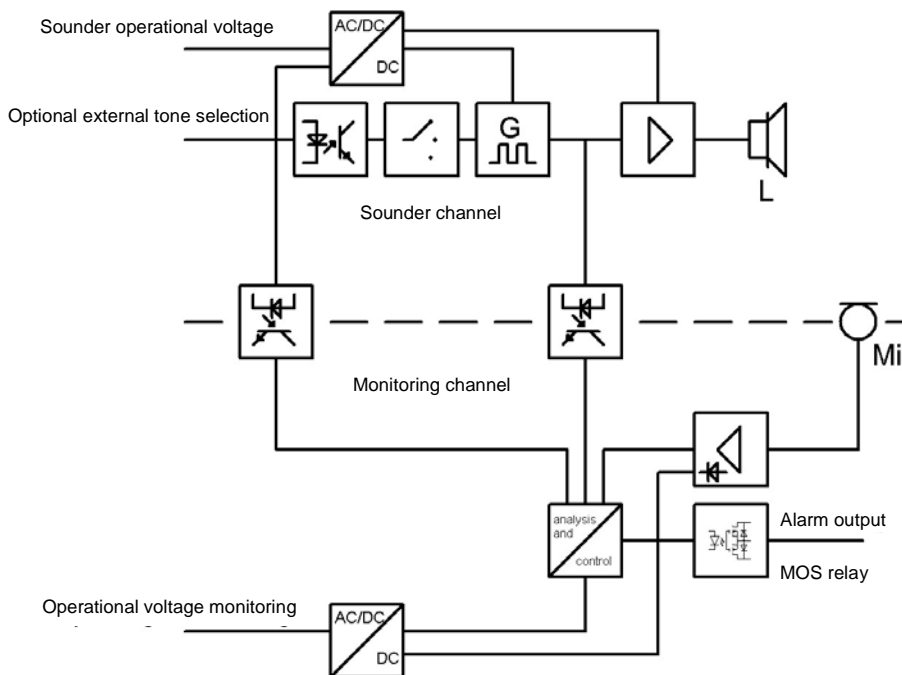 Sounder operational voltage
AC/DC
DC
Optional external tone selection
G
L
Sounder channel
Mi
Monitoring channel
analysis
and
control
Alarm output
MOS relay
Operational voltage monitoring
AC/DC
DC